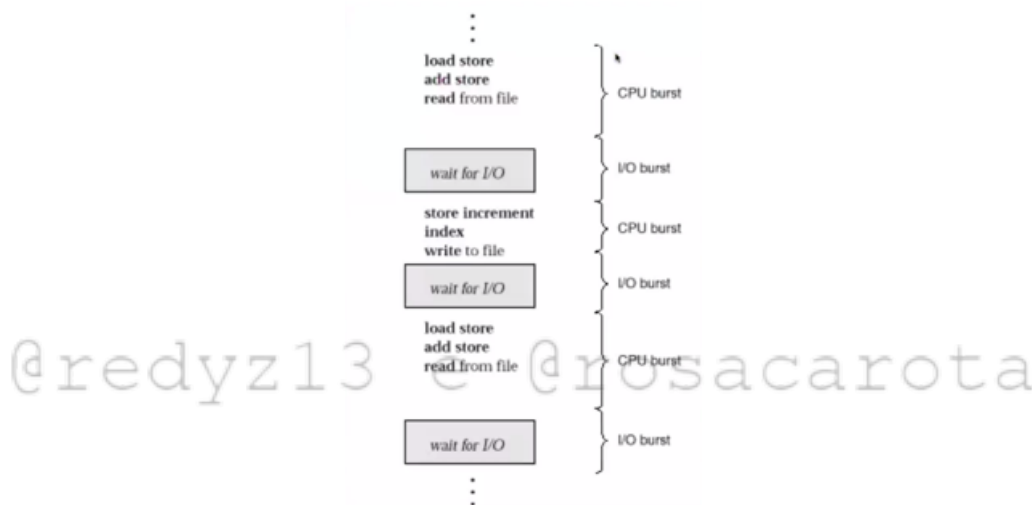 load store
add store
read from file
CPU burst
wait for I/O
I/O burst
store increment
index
write to file
CPU burst
wait for I/O
I/O burst
load store
add store
read from file
CPU burst
@redyz13 e @rosacarota
wait for I/O
I/O burst